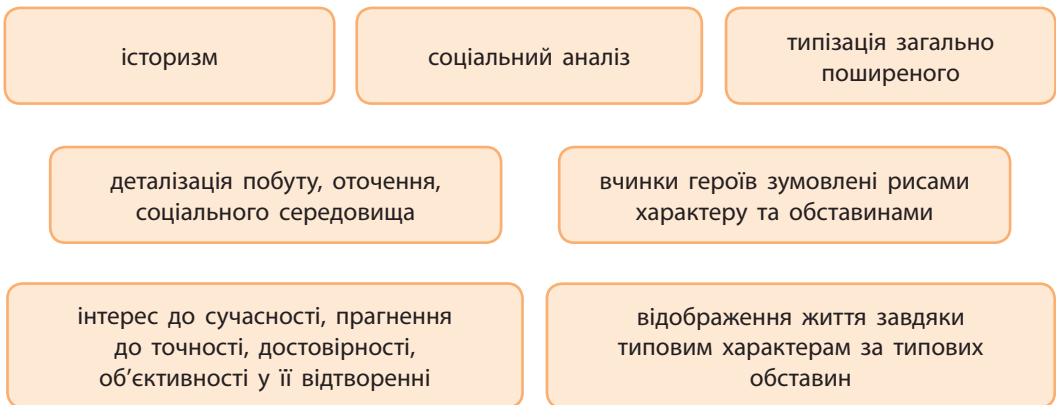 історизм
соціальний аналіз
типізація загально
поширеного
деталізація побуту, оточення,
соціального середовища
вчинки героїв зумовлені рисами
характеру та обставинами
інтерес до сучасності, прагнення
до точності, достовірності,
об’єктивності у її відтворенні
відображення життя завдяки
типовим характерам за типових
обставин